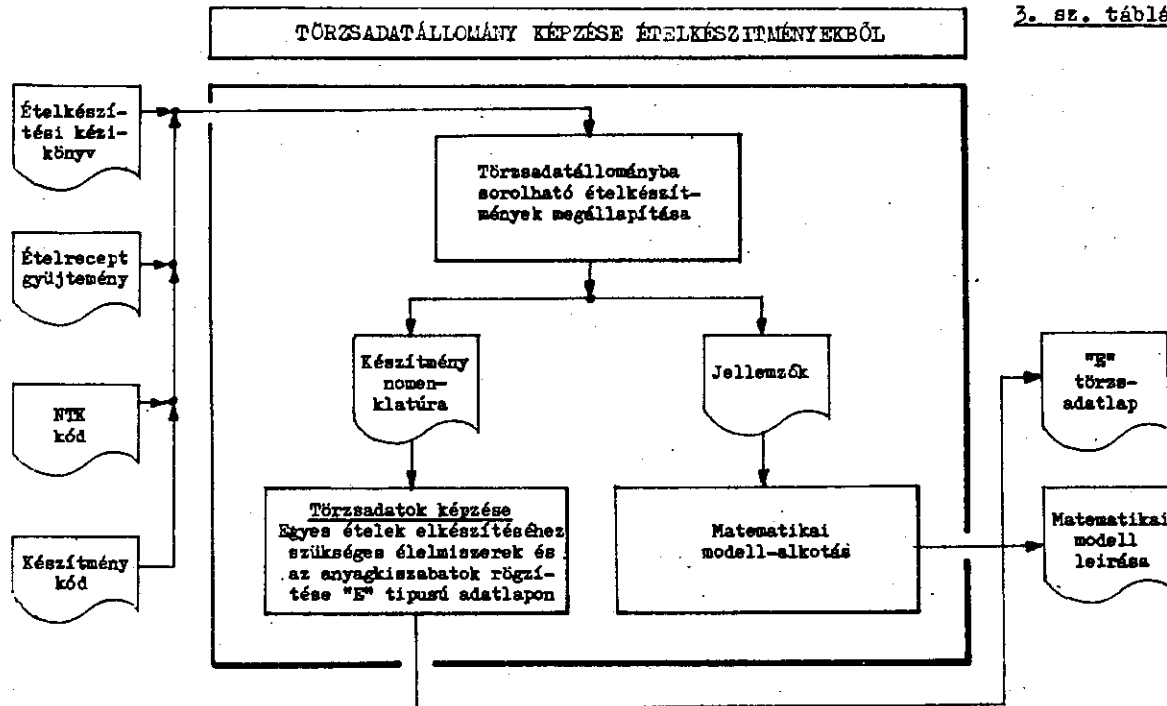 3. sz. táblá
TÖRZSADATÁLLOMÁNY KÉPZÉSE ÉTELKÉSZITMÉNYEKBŐL
Ételkészí-
tési kézi-
könyv
Ételrecept
gyüjtemény
NTK
kód
Készítmény
kód
Törzsadatállományba
sorolható ételkészít-
mények megállapítása
Készítmény
nomen-
klatúra
Jellemzők
Törzsadatok képzése
Egyes ételek elkészítéséhez
szükséges élelmiszerek és
az anyagkiszabatok rögzí-
tése "E" tipusú adatlapon
Matematikai
modell-alkotás
"E"
törzs-
adatlap
Matematikai
modell
leirása